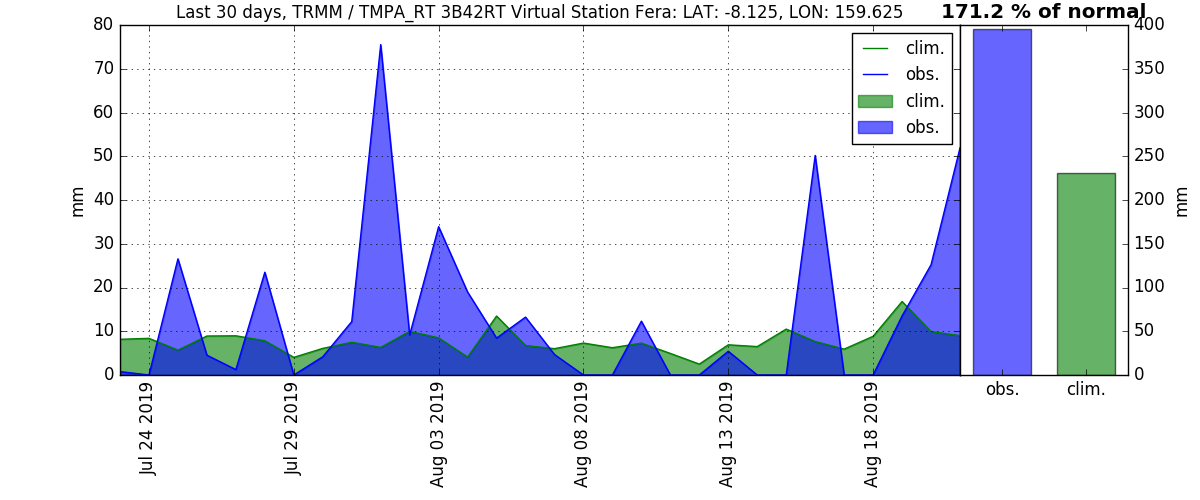 Last 30 days, TRMM / TMPA_RT 3B42RT Virtual Station Fera: LAT: -8.125, LON: 159.625
171.2 % of normal
80
70
60
50
40
30
20
10
0
mm
clim.
obs.
clim.
obs.
400
350
300
250
200
150
100
50
0
mm
Jul 24 2019
Jul 29 2019
Aug 03 2019
Aug 08 2019
Aug 13 2019
Aug 18 2019
obs.
clim.